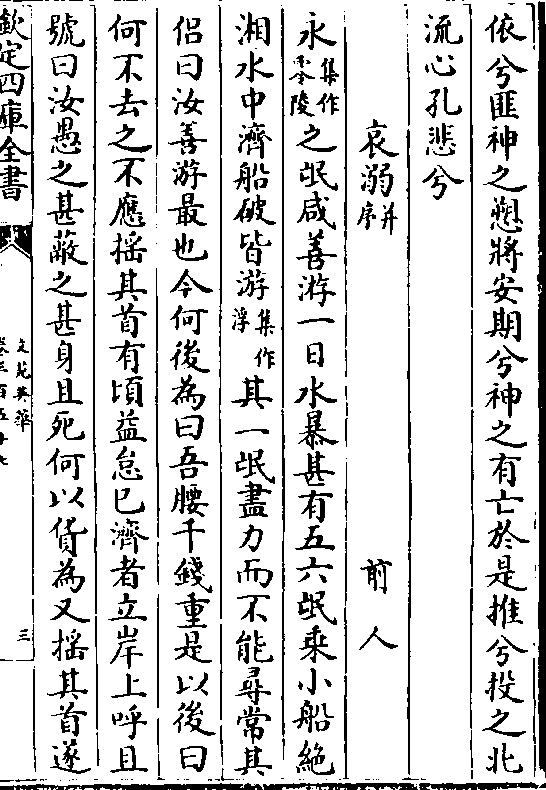 依兮匪神之愬將安期兮神之有亡於是推兮投之北
流心孔悲兮
哀溺并序 前人
永集作零陵之氓咸善游一日水暴甚有五六氓乘小船絶
湘水中濟船破皆游集作浮其一氓盡力而不能尋常其
侣曰汝善游最也今何後為曰吾腰千錢重是以後曰
何不去之不應揺其首有頃益怠已濟者立岸上呼且
號曰汝愚之甚蔽之甚身且死何以貨為又揺其首遂
欽定四庫全書
文苑英華
卷三百五十七
三